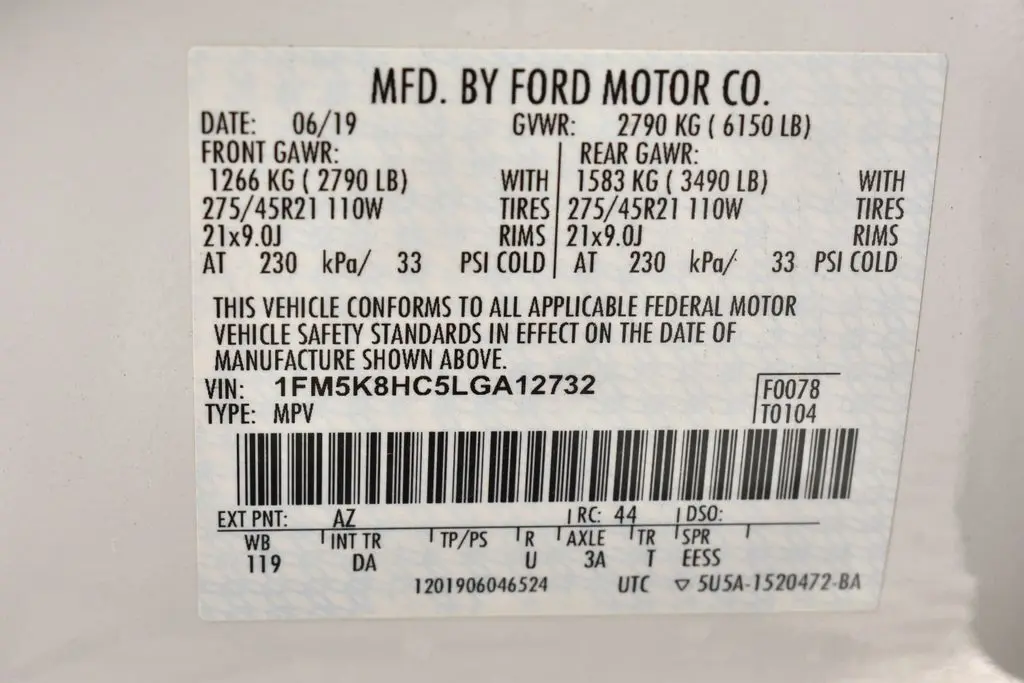 MFD. BY FORD MOTOR CO.
DATE: 06/19 GVWR: 2790 KG ( 6150 LB)
FRONT GAWR: REAR GAWR:
1266 KG ( 2790 LB) WITH 1583 KG ( 3490 LB) WITH
275/45R21 110W TIRES 275/45R21 110W TIRES
21x9.0J RIMS 21x9.0J RIMS
AT 230 kPa/ 33 PSI COLD AT 230 kPa/ 33 PSI COLD
THIS VEHICLE CONFORMS TO ALL APPLICABLE FEDERAL MOTOR
VEHICLE SAFETY STANDARDS IN EFFECT ON THE DATE OF
MANUFACTURE SHOWN ABOVE.
VIN: 1FM5K8HC5LGA12732 F0078
TYPE: MPV T0104
EXT PNT: AZ RC: 44 DSO:
WB INT TR TP/PS R AXLE TR SPR
119 DA U 3A T EESS
1201906046524 UTC ▽ 5U5A-1520472-BA